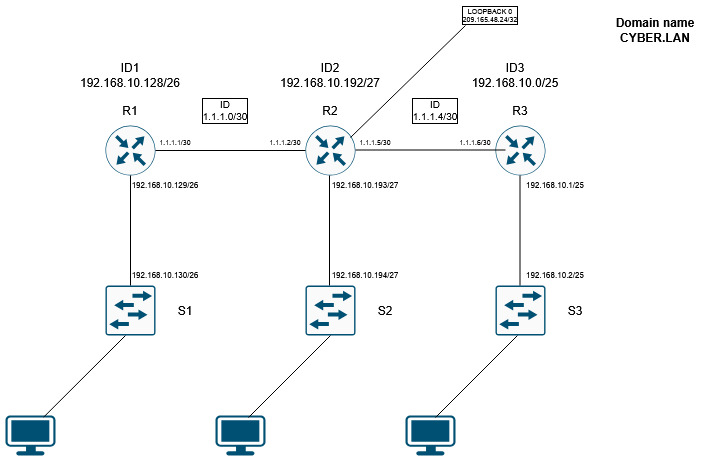 LOOPBACK 0
209.165.48.24/32
Domain name
CYBER.LAN
ID1
192.168.10.128/26
ID2
192.168.10.192/27
ID3
192.168.10.0/25
R1
ID
1.1.1.0/30
R2
ID
1.1.1.4/30
R3
1.1.1.1/30
1.1.1.2/30
1.1.1.5/30
1.1.1.6/30
192.168.10.129/26
192.168.10.193/27
192.168.10.1/25
192.168.10.130/26
192.168.10.194/27
192.168.10.2/25
S1
S2
S3